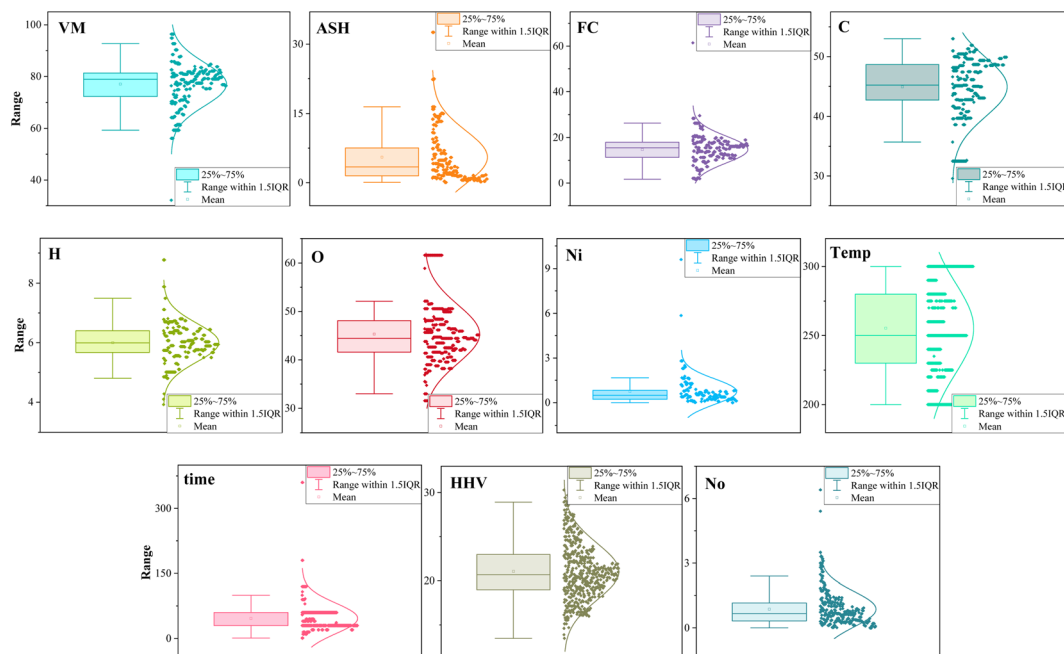 VM
25%~75%
Range within 1.5IQR
Mean
100
80
60
40
Range
ASH
25%~75%
Range within 1.5IQR
Mean
30
15
0
FC
25%~75%
Range within 1.5IQR
Mean
60
40
20
0
C
25%~75%
Range within 1.5IQR
Mean
50
40
30
H
25%~75%
Range within 1.5IQR
Mean
8
6
4
Range
O
25%~75%
Range within 1.5IQR
Mean
60
50
40
30
Ni
25%~75%
Range within 1.5IQR
Mean
9
6
3
0
Temp
25%~75%
Range within 1.5IQR
Mean
300
250
200
time
25%~75%
Range within 1.5IQR
Mean
300
150
0
Range
HHV
25%~75%
Range within 1.5IQR
Mean
30
20
No
25%~75%
Range within 1.5IQR
Mean
6
3
0